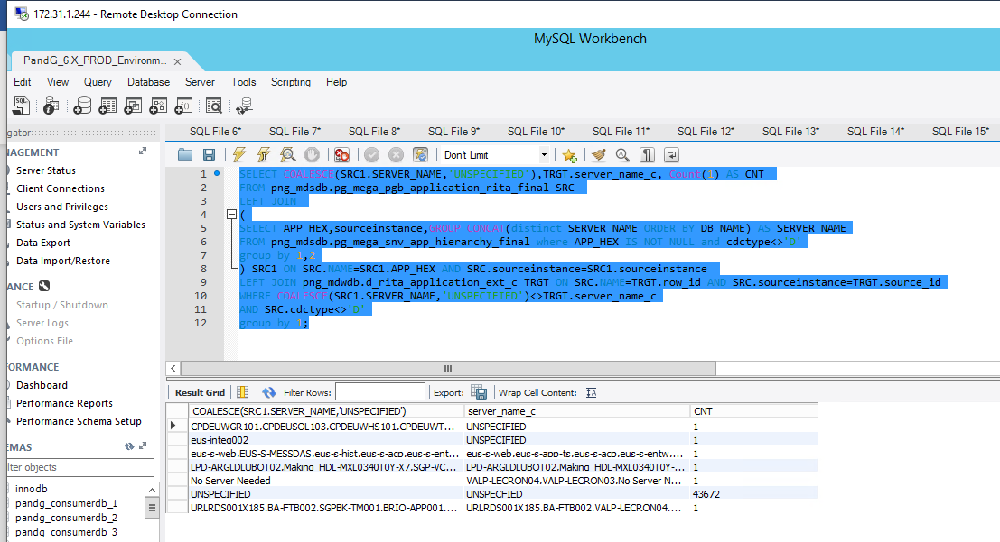 172.31.1.244 - Remote Desktop Connection
MySQL Workbench
PandG_6.X_PROD_Environm...
Edit View Query Database Server Tools Scripting Help
gator
SQL File 6* SQL File 7* SQL File 8* SQL File 9* SQL File 10* SQL File 11* SQL File 12* SQL File 13* SQL File 14* SQL File 15*
NAGEMENT
Server Status
Client Connections
Users and Privileges
Status and System Variables
Data Export
Data Import/Restore
ANCE
Startup / Shutdown
Server Logs
Options File
FORMANCE
Dashboard
Performance Reports
Performance Schema Setup
EMAS
lter objects
innodb
pandg_consumerdb_1
pandg_consumerdb_2
pandg_consumerdb_3
Don't Limit
1 SELECT COALESCE(SRC1.SERVER_NAME,'UNSPECIFIED'),TRGT.server_name_c, Count(1) AS CNT
2 FROM png_mdsdb.pg_mega_pgb_application_rita_final SRC
3 LEFT JOIN
4 (
5 SELECT APP_HEX,sourceinstance,GROUP_CONCAT(distinct SERVER_NAME ORDER BY DB_NAME) AS SERVER_NAME
6 FROM png_mdsdb.pg_mega_snv_app_hierarchy_final where APP_HEX IS NOT NULL and cdctype<>'D'
7 group by 1,2
8 ) SRC1 ON SRC.NAME=SRC1.APP_HEX AND SRC.sourceinstance=SRC1.sourceinstance
9 LEFT JOIN png_mdwdb.d_rita_application_ext_c TRGT ON SRC.NAME=TRGT.row_id AND SRC.sourceinstance=TRGT.source_id
10 WHERE COALESCE(SRC1.SERVER_NAME,'UNSPECIFIED')<>TRGT.server_name_c
11 AND SRC.cdctype<>'D'
12 group by 1;
Result Grid Filter Rows: Export: Wrap Cell Content:
COALESCE(SRC1.SERVER_NAME,'UNSPECIFIED') server_name_c CNT
CPDEUWGR101,CPDEUSOL103,CPDEUWHS101,CPDEUWT... UNSPECIFIED 1
eus-integ002 UNSPECIFIED 1
eus-s-web,EUS-S-MESSDAS,eus-s-hist,eus-s-acp,eus-s-ent... eus-s-web,eus-s-app-ts,eus-s-acp,eus-s-entw... 1
LPD-ARGLDLUBOT02,Making_HDL-MXL0340T0Y-X7,SGP-VC... LPD-ARGLDLUBOT02,Making_HDL-MXL0340T0Y-... 1
No Server Needed VALP-LECRON04,VALP-LECRON03,No Server N... 1
UNSPECIFIED UNSPECFIED 43672
URLRDS001X185,BA-FTB002,SGPBK-TM001,BRIO-APP001,... URLRDS001X185,BA-FTB002,VALP-LECRON04,... 1